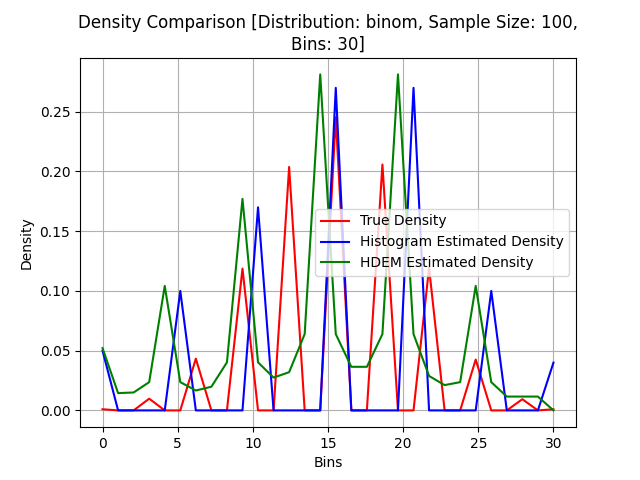 Density Comparison [Distribution: binom, Sample Size: 100,
Bins: 30]
Density
0.25
0.20
0.15
0.10
0.05
0.00
True Density
Histogram Estimated Density
HDEM Estimated Density
0 5 10 15 20 25 30
Bins